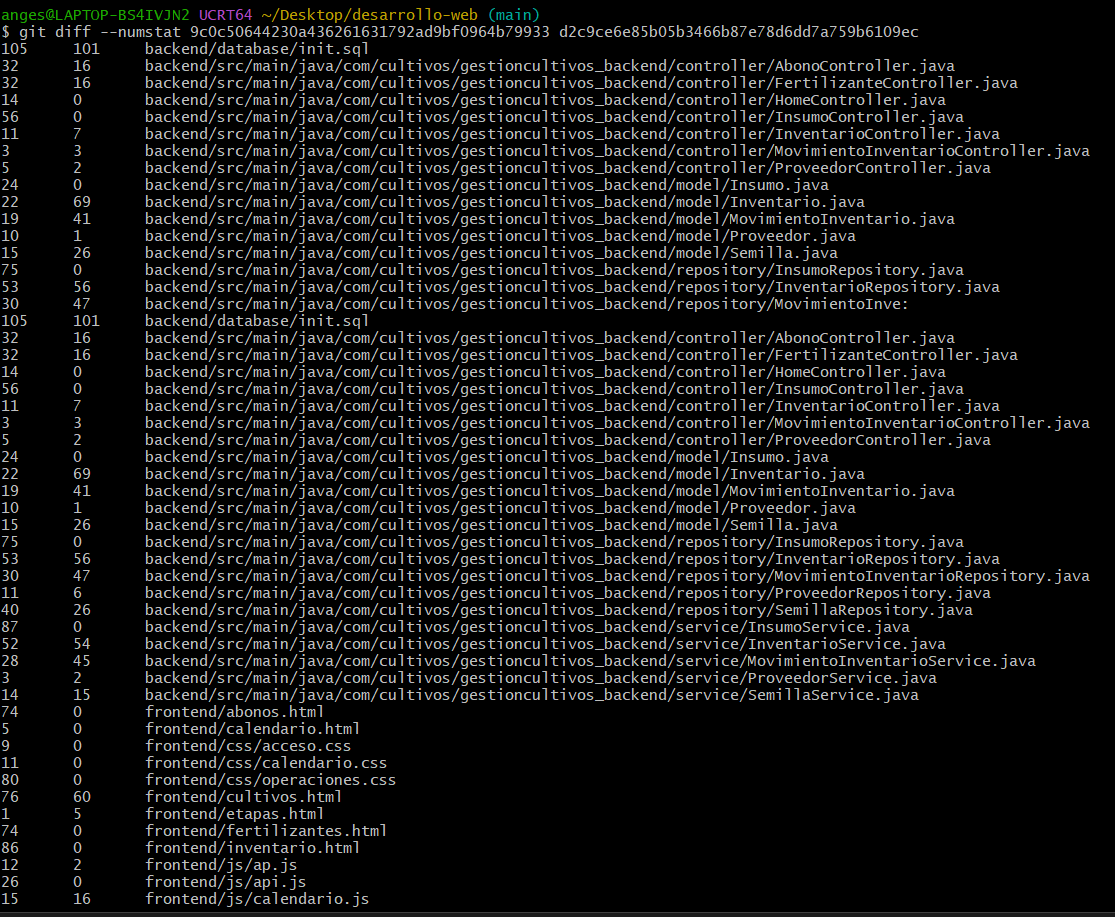 anges@LAPTOP-BS4IVJN2 UCRT64 ~/Desktop/desarrollo-web (main)
$ git diff --numstat 9c0c50644230a436261631792ad9bf0964b79933 d2c9ce6e85b05b3466b87e78d6dd7a759b6109ec
105 101 backend/database/init.sql
32 16 backend/src/main/java/com/cultivos/gestioncultivos_backend/controller/AbonoController.java
32 16 backend/src/main/java/com/cultivos/gestioncultivos_backend/controller/FertilizanteController.java
14 0 backend/src/main/java/com/cultivos/gestioncultivos_backend/controller/HomeController.java
56 0 backend/src/main/java/com/cultivos/gestioncultivos_backend/controller/InsumoController.java
11 7 backend/src/main/java/com/cultivos/gestioncultivos_backend/controller/InventarioController.java
3 3 backend/src/main/java/com/cultivos/gestioncultivos_backend/controller/MovimientoInventarioController.java
5 2 backend/src/main/java/com/cultivos/gestioncultivos_backend/controller/ProveedorController.java
24 0 backend/src/main/java/com/cultivos/gestioncultivos_backend/model/Insumo.java
22 69 backend/src/main/java/com/cultivos/gestioncultivos_backend/model/Inventario.java
19 41 backend/src/main/java/com/cultivos/gestioncultivos_backend/model/MovimientoInventario.java
10 1 backend/src/main/java/com/cultivos/gestioncultivos_backend/model/Proveedor.java
15 26 backend/src/main/java/com/cultivos/gestioncultivos_backend/model/Semilla.java
75 0 backend/src/main/java/com/cultivos/gestioncultivos_backend/repository/InsumoRepository.java
53 56 backend/src/main/java/com/cultivos/gestioncultivos_backend/repository/InventarioRepository.java
30 47 backend/src/main/java/com/cultivos/gestioncultivos_backend/repository/MovimientoInve:
105 101 backend/database/init.sql
32 16 backend/src/main/java/com/cultivos/gestioncultivos_backend/controller/AbonoController.java
32 16 backend/src/main/java/com/cultivos/gestioncultivos_backend/controller/FertilizanteController.java
14 0 backend/src/main/java/com/cultivos/gestioncultivos_backend/controller/HomeController.java
56 0 backend/src/main/java/com/cultivos/gestioncultivos_backend/controller/InsumoController.java
11 7 backend/src/main/java/com/cultivos/gestioncultivos_backend/controller/InventarioController.java
3 3 backend/src/main/java/com/cultivos/gestioncultivos_backend/controller/MovimientoInventarioController.java
5 2 backend/src/main/java/com/cultivos/gestioncultivos_backend/controller/ProveedorController.java
24 0 backend/src/main/java/com/cultivos/gestioncultivos_backend/model/Insumo.java
22 69 backend/src/main/java/com/cultivos/gestioncultivos_backend/model/Inventario.java
19 41 backend/src/main/java/com/cultivos/gestioncultivos_backend/model/MovimientoInventario.java
10 1 backend/src/main/java/com/cultivos/gestioncultivos_backend/model/Proveedor.java
15 26 backend/src/main/java/com/cultivos/gestioncultivos_backend/model/Semilla.java
75 0 backend/src/main/java/com/cultivos/gestioncultivos_backend/repository/InsumoRepository.java
53 56 backend/src/main/java/com/cultivos/gestioncultivos_backend/repository/InventarioRepository.java
30 47 backend/src/main/java/com/cultivos/gestioncultivos_backend/repository/MovimientoInventarioRepository.java
11 6 backend/src/main/java/com/cultivos/gestioncultivos_backend/repository/ProveedorRepository.java
40 26 backend/src/main/java/com/cultivos/gestioncultivos_backend/repository/SemillaRepository.java
87 0 backend/src/main/java/com/cultivos/gestioncultivos_backend/service/InsumoService.java
52 54 backend/src/main/java/com/cultivos/gestioncultivos_backend/service/InventarioService.java
28 45 backend/src/main/java/com/cultivos/gestioncultivos_backend/service/MovimientoInventarioService.java
3 2 backend/src/main/java/com/cultivos/gestioncultivos_backend/service/ProveedorService.java
14 15 backend/src/main/java/com/cultivos/gestioncultivos_backend/service/SemillaService.java
74 0 frontend/abonos.html
5 0 frontend/calendario.html
9 0 frontend/css/acceso.css
11 0 frontend/css/calendario.css
80 0 frontend/css/operaciones.css
76 60 frontend/cultivos.html
1 5 frontend/etapas.html
74 0 frontend/fertilizantes.html
86 0 frontend/inventario.html
12 2 frontend/js/ap.js
26 0 frontend/js/api.js
15 16 frontend/js/calendario.js